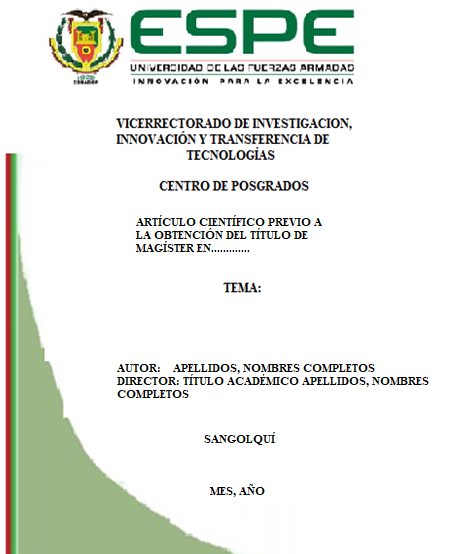 ESPE
UNIVERSIDAD DE LAS FUERZAS ARMADAS
INNOVACIÓN PARA LA EXCELENCIA
VICERRECTORADO DE INVESTIGACION,
INNOVACIÓN Y TRANSFERENCIA DE
TECNOLOGÍAS
CENTRO DE POSGRADOS
ARTÍCULO CIENTÍFICO PREVIO A
LA OBTENCIÓN DEL TÍTULO DE
MAGÍSTER EN.............
TEMA:
AUTOR: APELLIDOS, NOMBRES COMPLETOS
DIRECTOR: TÍTULO ACADÉMICO APELLIDOS, NOMBRES
COMPLETOS
SANGOLQUÍ
MES, AÑO